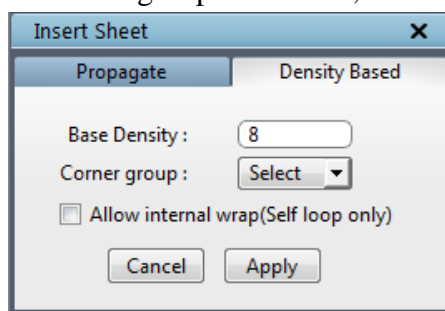 Insert Sheet ×
Propagate Density Based
Base Density : 8
Corner group : Select
Allow internal wrap(Self loop only)
Cancel Apply